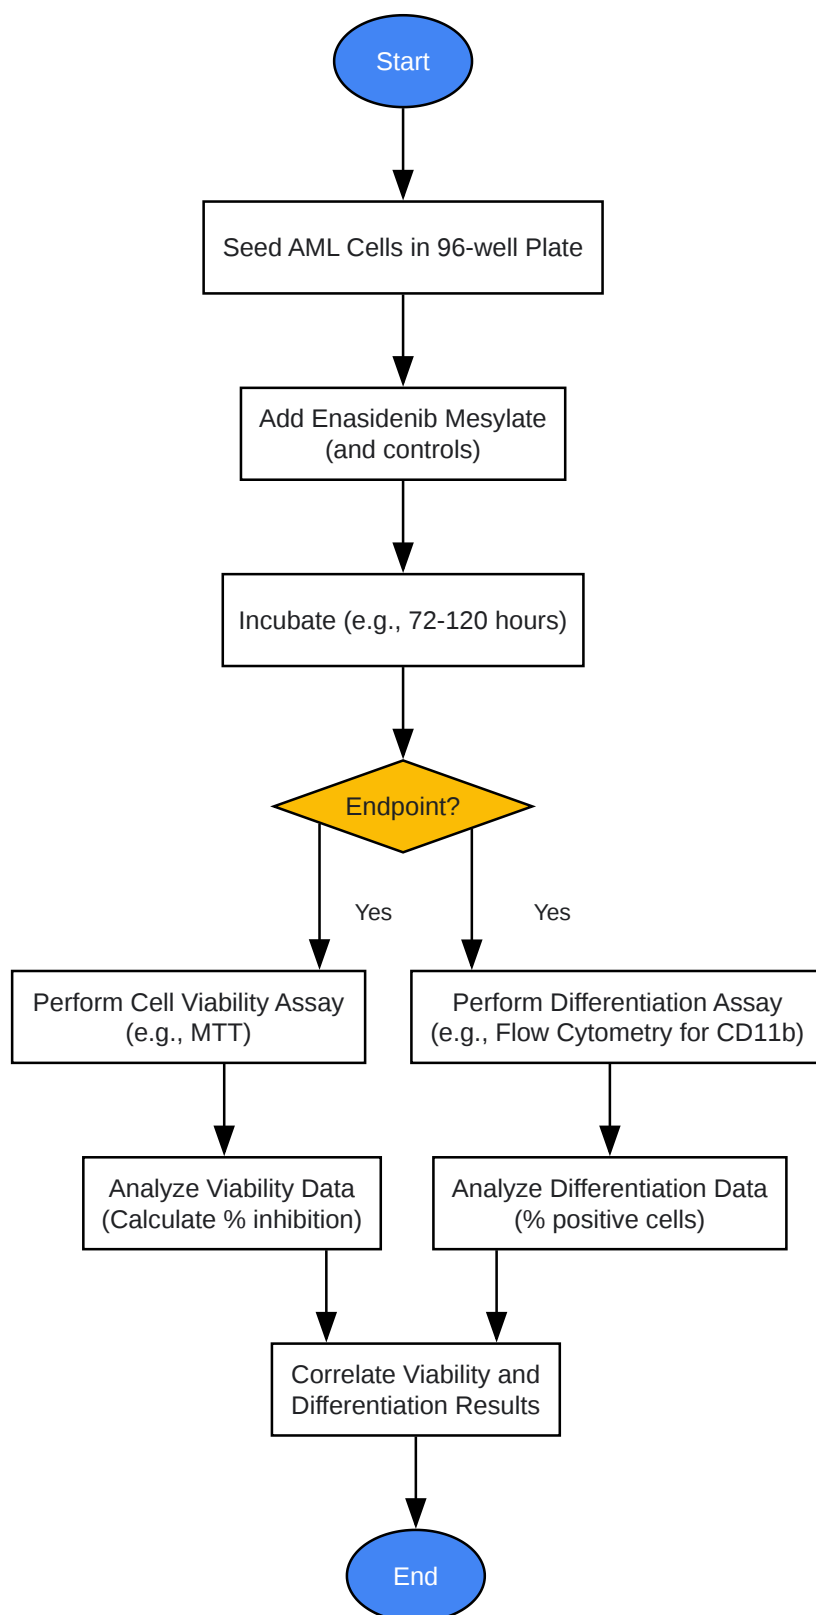 Start
Seed AML Cells in 96-well Plate
Add Enasidenib Mesylate
(and controls)
Incubate (e.g., 72-120 hours)
Endpoint?
Yes
Yes
Perform Cell Viability Assay
(e.g., MTT)
Perform Differentiation Assay
(e.g., Flow Cytometry for CD11b)
Analyze Viability Data
(Calculate % inhibition)
Analyze Differentiation Data
(% positive cells)
Correlate Viability and
Differentiation Results
End